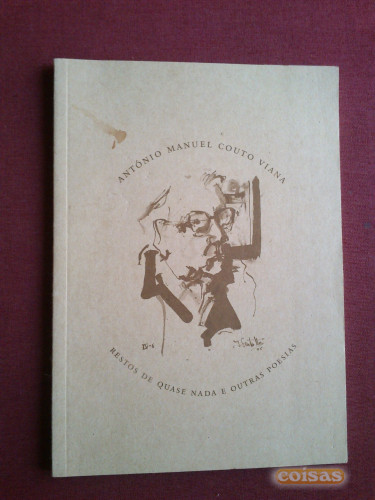 ANTÓNIO MANUEL COUTO VIANA
RESTOS DE QUASE NADA E OUTRAS POESIAS
coisas